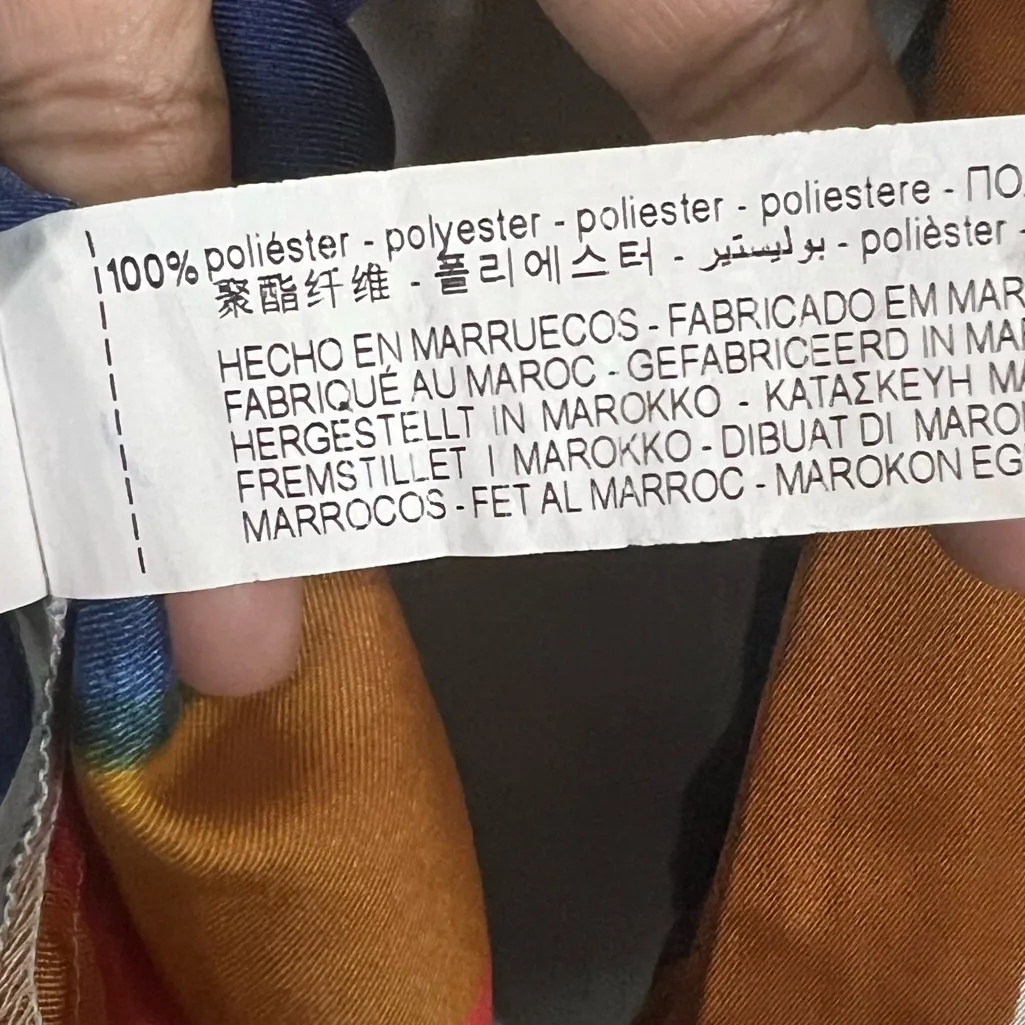 100% poliéster - polyester - poliester - poliestere -
聚酯纤维 - 폴리에스터 - بوليستير - polièster -
HECHO EN MARRUECOS - FABRICADO EM
FABRIQUÉ AU MAROC - GEFABRICEERD IN
HERGESTELLT IN MAROKKO - ΚΑΤΑΣΚΕΥΗ
FREMSTILLET I MAROKKO - DIBUAT DI
MARROCOS - FET AL MARROC - MAROKON